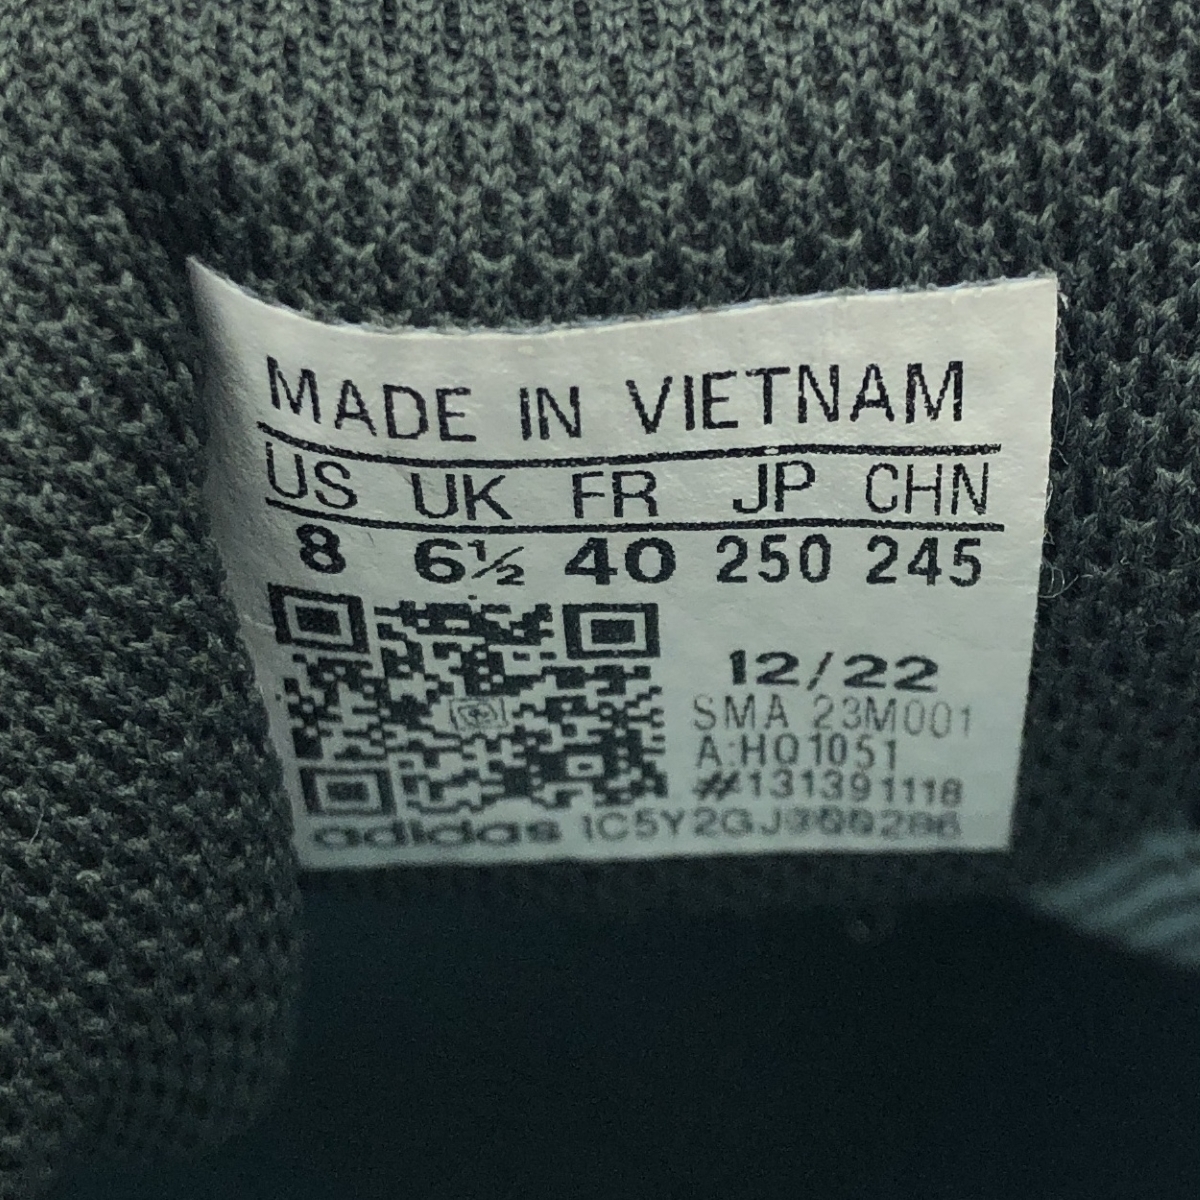 MADE IN VIETNAM
US UK FR JP CHN
8 6½ 40 250 245
12/22
SMA 23M001
A:HQ1051
#131391118
adidas